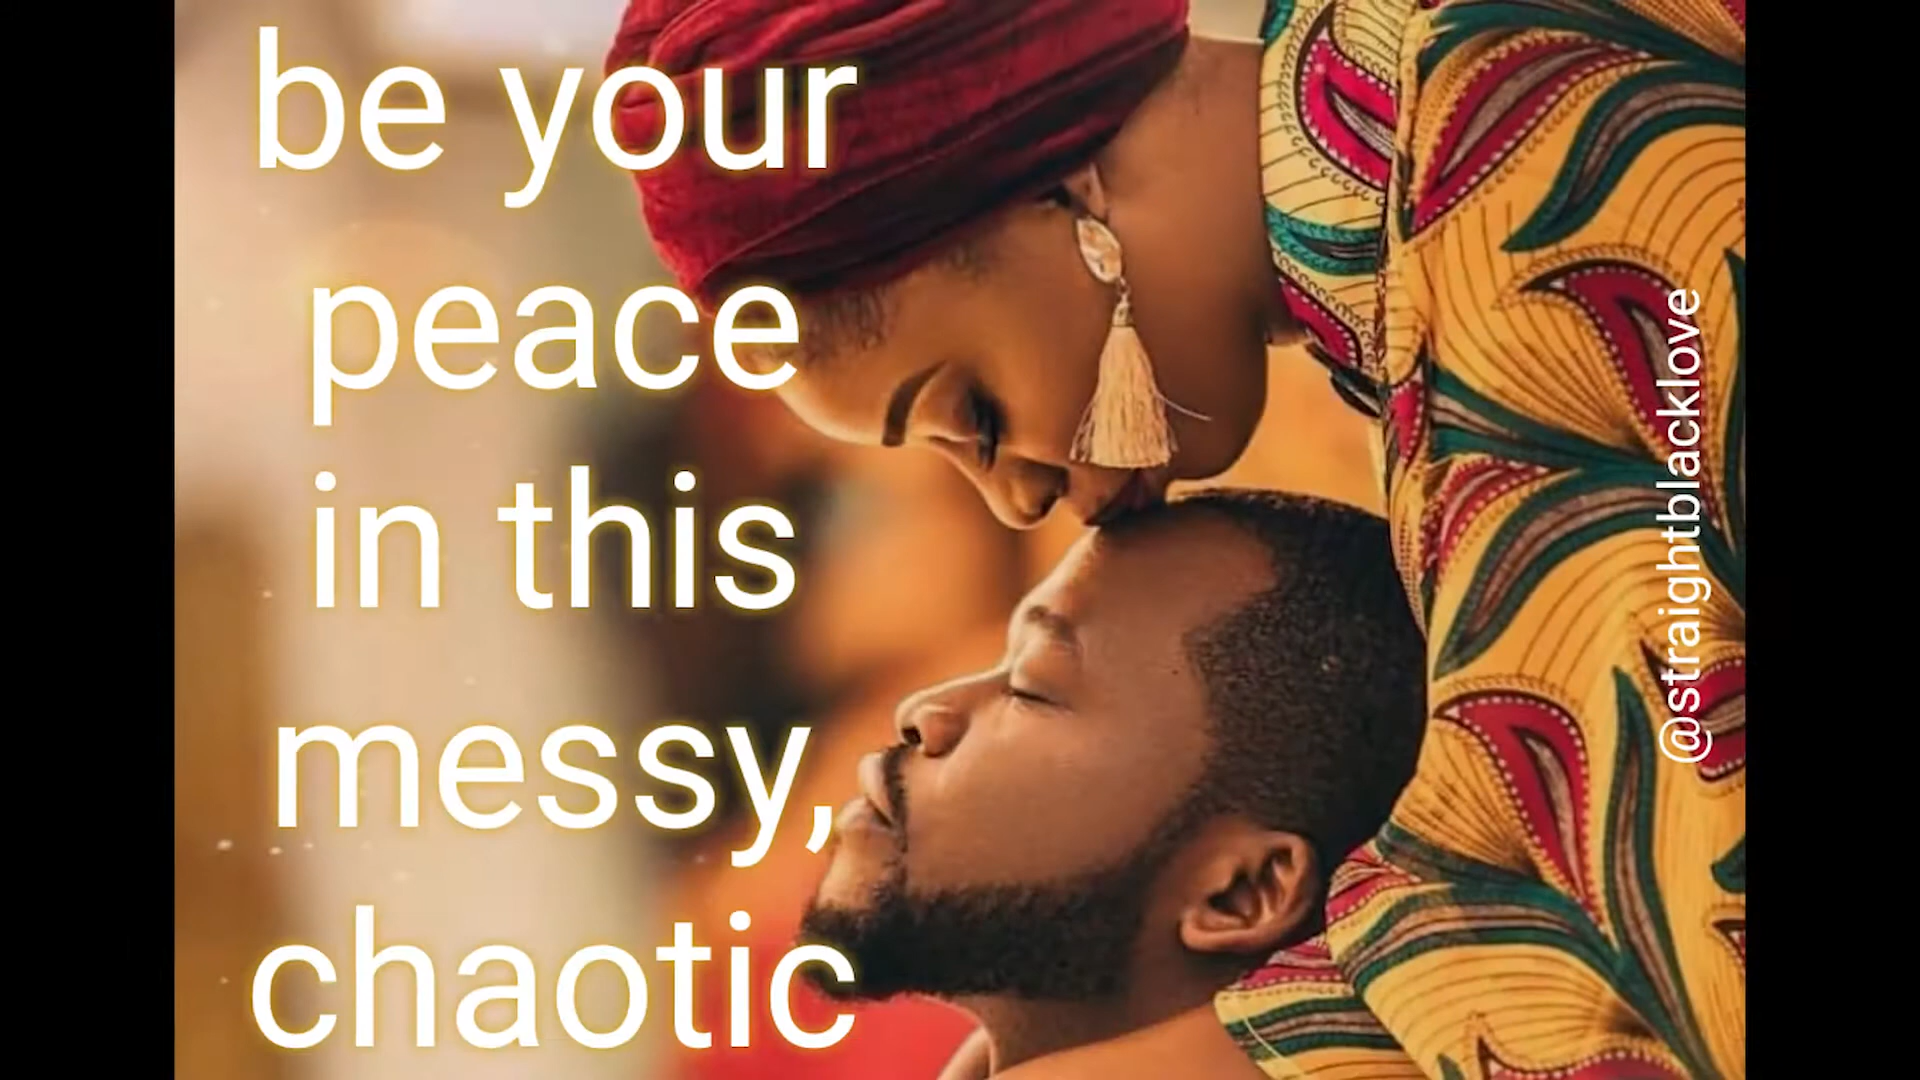 be your
peace
in this
messy,
chaotic
@straightblacklove